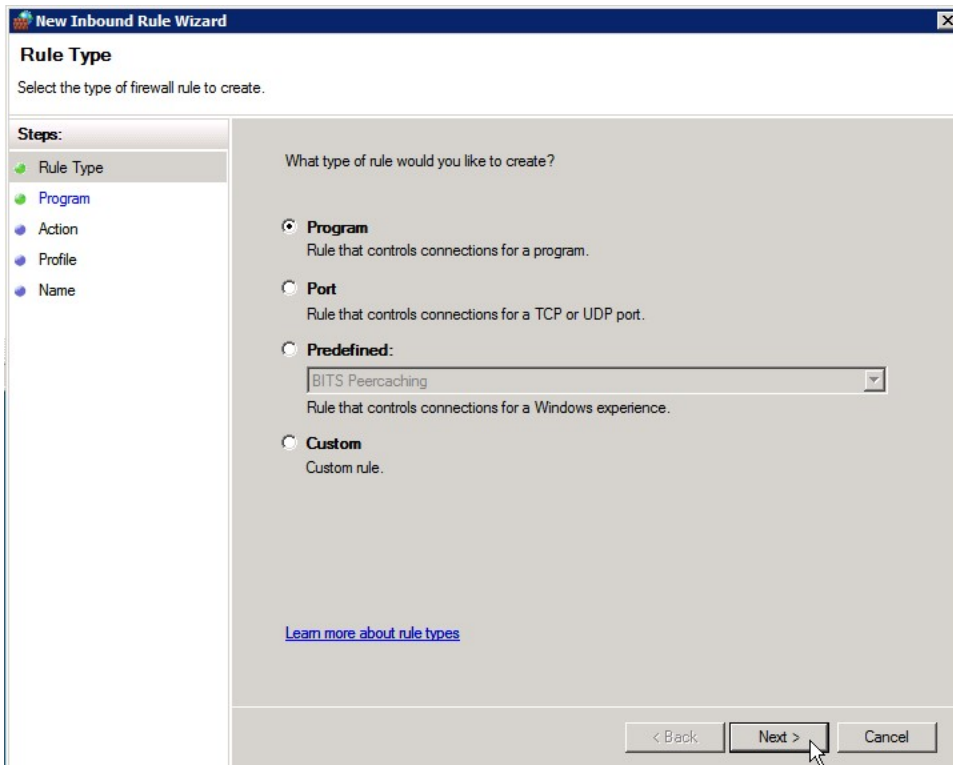 New Inbound Rule Wizard
Rule Type
Select the type of firewall rule to create.
Steps:
Rule Type
Program
Action
Profile
Name
What type of rule would you like to create?
Program
Rule that controls connections for a program.
Port
Rule that controls connections for a TCP or UDP port.
Predefined:
BITS Peercaching
Rule that controls connections for a Windows experience.
Custom
Custom rule.
Learn more about rule types
< Back
Next >
Cancel